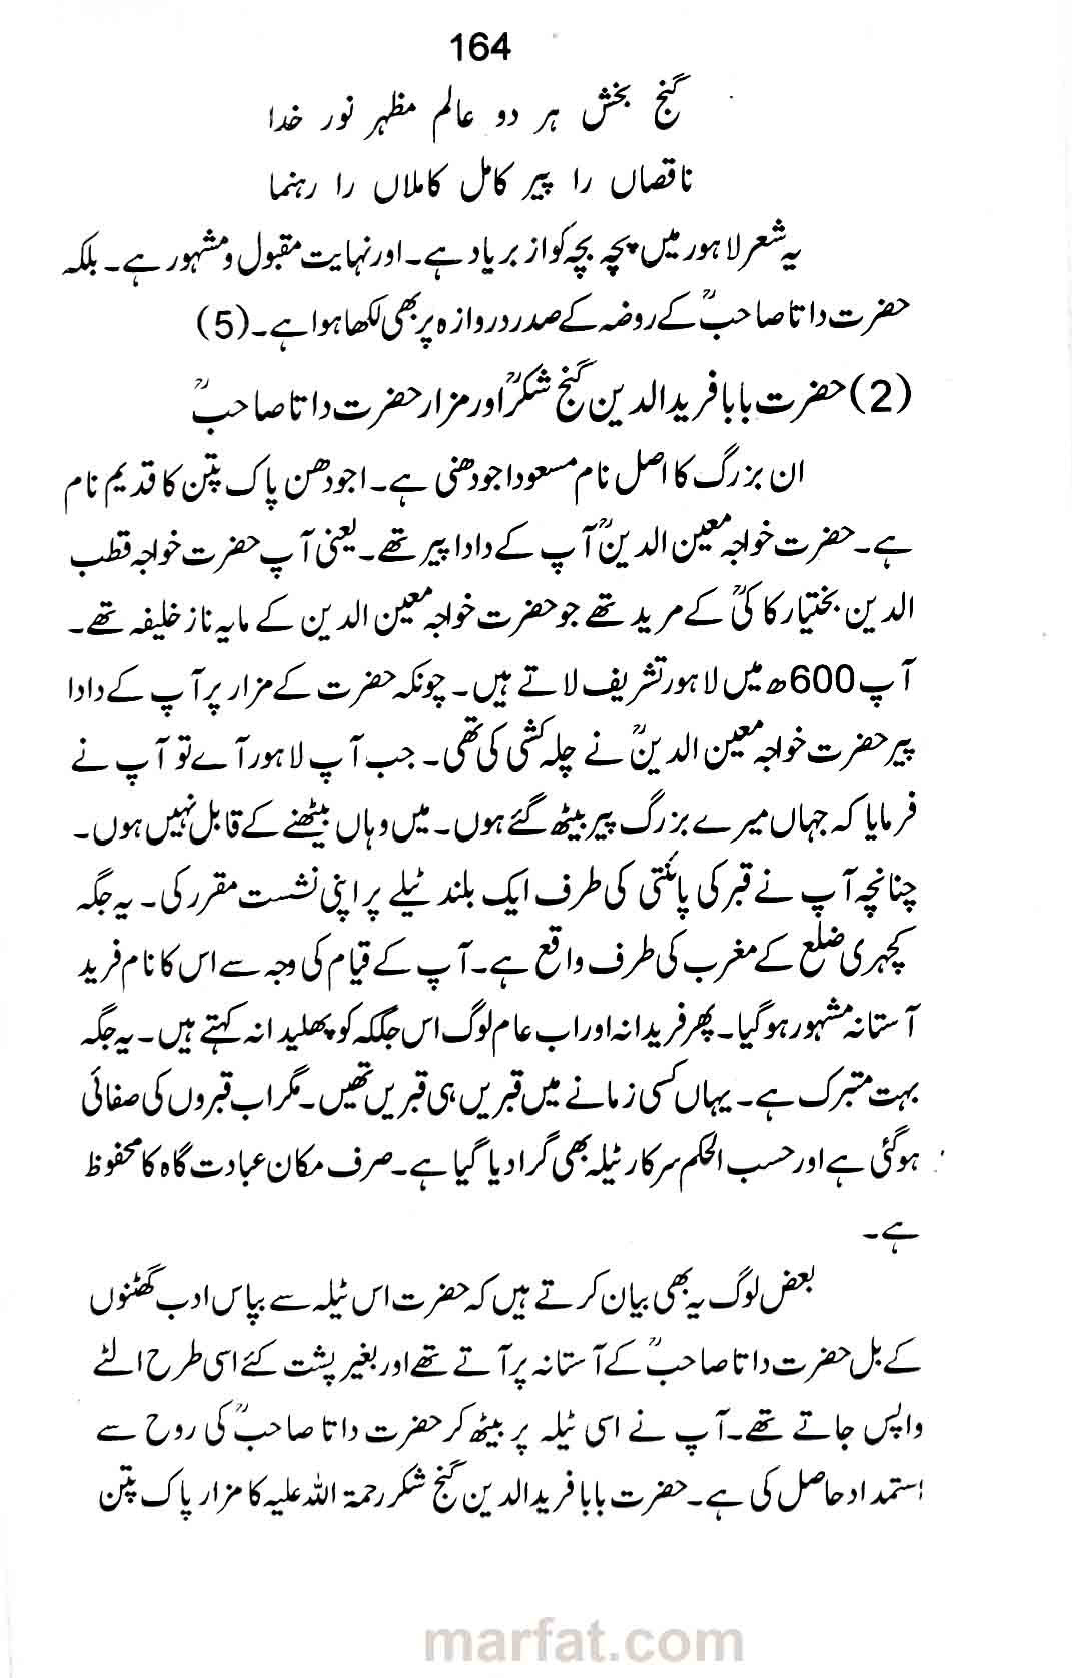 164
گنج بخش ہر دو عالم مظہر نور خدا
ناقصاں را پیر کامل کاملاں را رہنما
یہ شعر لاہور میں بچہ بچہ کو از بر یاد ہے۔ اور نہایت مقبول و مشہور ہے۔ بلکہ
حضرت داتا صاحبؒ کے روضہ کے صدر دروازہ پر بھی لکھا ہوا ہے۔ (5)
(2) حضرت بابا فرید الدین گنج شکرؒ اور مزار حضرت داتا صاحبؒ
ان بزرگ کا اصل نام مسعود اجودھنی ہے۔ اجودھن پاک پتن کا قدیم نام
ہے۔ حضرت خواجہ معین الدینؒ آپ کے دادا پیر تھے۔ یعنی آپ حضرت خواجہ قطب
الدین بختیار کاکیؒ کے مرید تھے جو حضرت خواجہ معین الدین کے مایہ ناز خلیفہ تھے۔
آپ 600ھ میں لاہور تشریف لاتے ہیں۔ چونکہ حضرت کے مزار پر آپ کے دادا
پیر حضرت خواجہ معین الدینؒ نے چلہ کشی کی تھی۔ جب آپ لاہور آے تو آپ نے
فرمایا کہ جہاں میرے بزرگ پیر بیٹھ گئے ہوں۔ میں وہاں بیٹھنے کے قابل نہیں ہوں۔
چنانچہ آپ نے قبر کی پائنتی کی طرف ایک بلند ٹیلے پر اپنی نشست مقرر کی۔ یہ جگہ
کچہری ضلع کے مغرب کی طرف واقع ہے۔ آپ کے قیام کی وجہ سے اس کا نام فرید
آستانہ مشہور ہو گیا۔ پھر فریدانہ اور اب عام لوگ اس جگہ کو پھلیدانہ کہتے ہیں۔ یہ جگہ
بہت متبرک ہے۔ یہاں کسی زمانے میں قبریں ہی قبریں تھیں۔ مگر اب قبروں کی صفائی
ہو گئی ہے اور حسب الحکم سرکار ٹیلہ بھی گرا دیا گیا ہے۔ صرف مکان عبادت گاہ کا محفوظ
ہے۔
بعض لوگ یہ بھی بیان کرتے ہیں کہ حضرت اس ٹیلہ سے بپاس ادب گھٹنوں
کے بل حضرت داتا صاحبؒ کے آستانہ پر آتے تھے اور بغیر پشت کئے اسی طرح الٹے
واپس جاتے تھے۔ آپ نے اسی ٹیلہ پر بیٹھ کر حضرت داتا صاحبؒ کی روح سے
استمداد حاصل کی ہے۔ حضرت بابا فرید الدین گنج شکر رحمۃ اللہ علیہ کا مزار پاک پتن
marfat.com